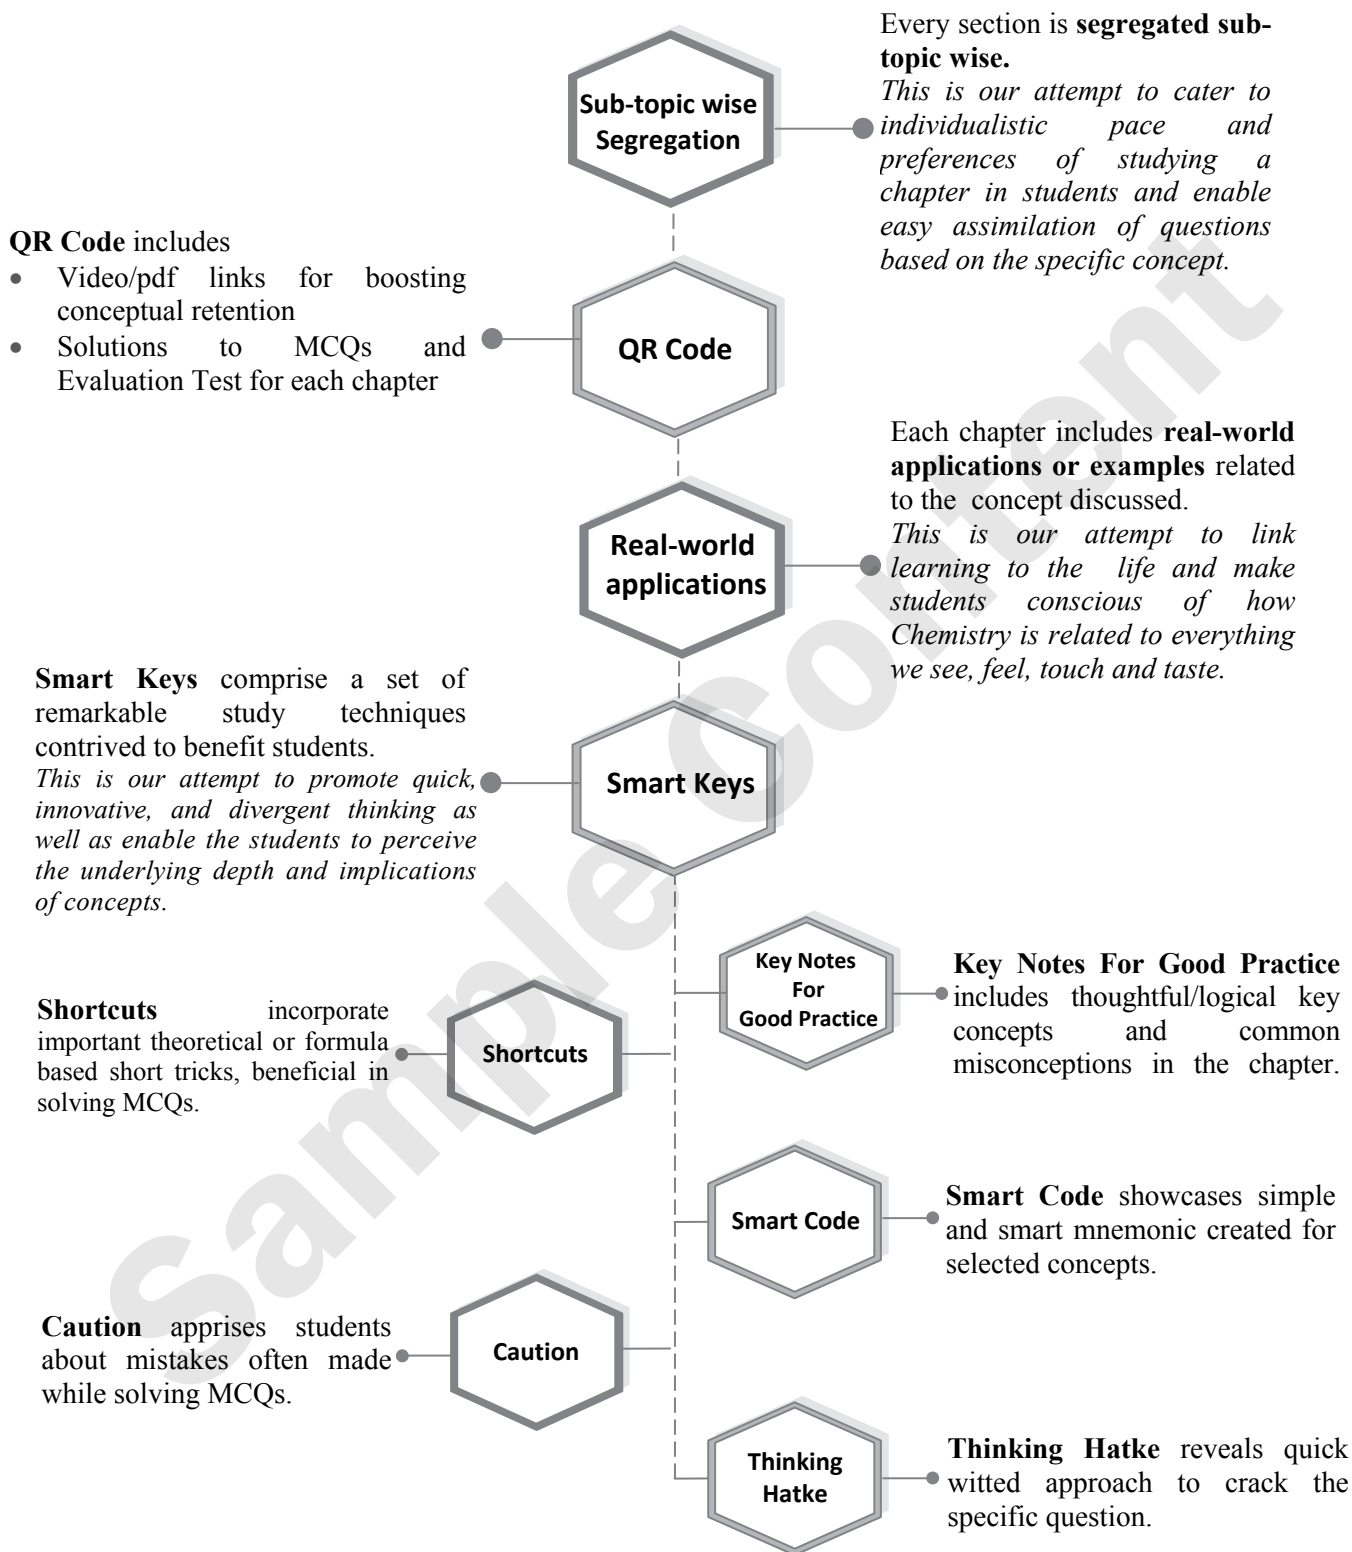 Sub-topic wise
Segregation
Every section is segregated sub-
topic wise.
This is our attempt to cater to
individualistic pace and
preferences of studying a
chapter in students and enable
easy assimilation of questions
based on the specific concept.
QR Code includes
• Video/pdf links for boosting
conceptual retention
• Solutions to MCQs and
Evaluation Test for each chapter
QR Code
Real-world
applications
Each chapter includes real-world
applications or examples related
to the concept discussed.
This is our attempt to link
learning to the life and make
students conscious of how
Chemistry is related to everything
we see, feel, touch and taste.
Smart Keys comprise a set of
remarkable study techniques
contrived to benefit students.
This is our attempt to promote quick,
innovative, and divergent thinking as
well as enable the students to perceive
the underlying depth and implications
of concepts.
Smart Keys
Key Notes
For
Good Practice
Key Notes For Good Practice
includes thoughtful/logical key
concepts and common
misconceptions in the chapter.
Shortcuts incorporate
important theoretical or formula
based short tricks, beneficial in
solving MCQs.
Shortcuts
Smart Code
Smart Code showcases simple
and smart mnemonic created for
selected concepts.
Caution apprises students
about mistakes often made
while solving MCQs.
Caution
Thinking
Hatke
Thinking Hatke reveals quick
witted approach to crack the
specific question.
Sample Content